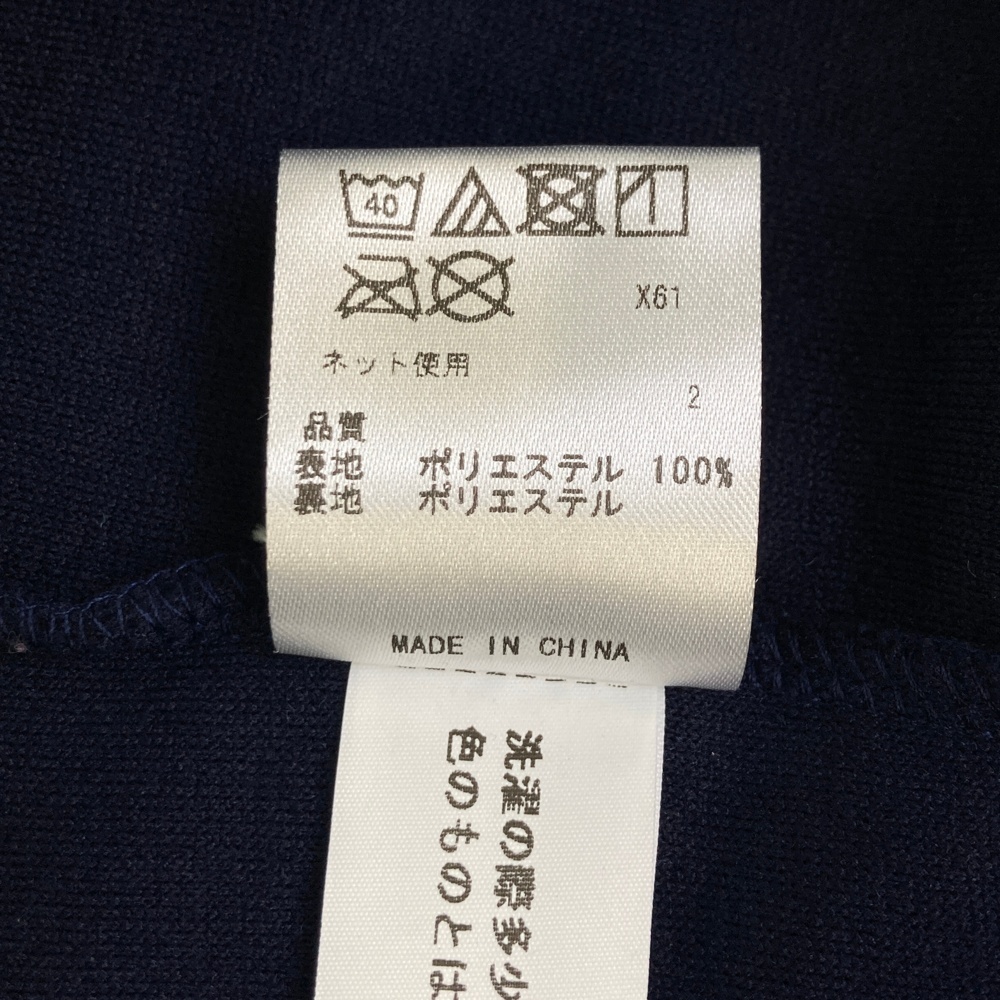 40
X61
ネット使用
2
品質
表地 ポリエステル 100%
裏地 ポリエステル
MADE IN CHINA
洗濯の際多少
色のものとは